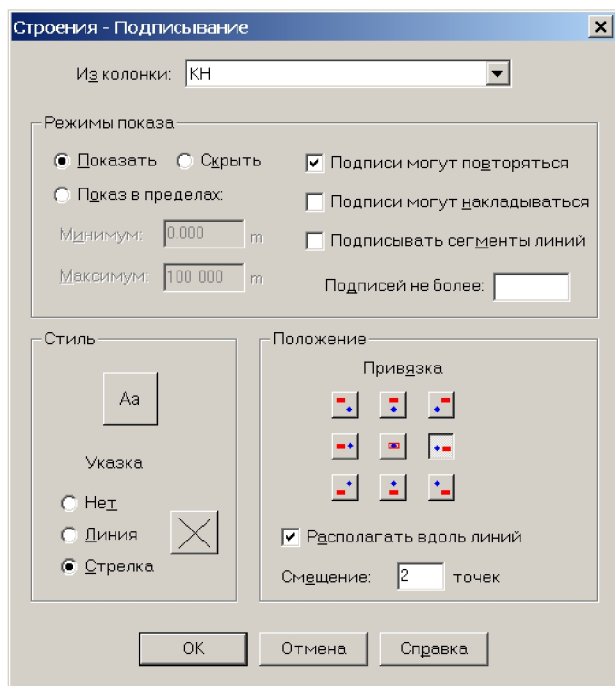 Строения - Подписывание
Из колонки: КН
Режимы показа
Показать Скрыть
Показ в пределах:
Минимум: 0.000 m
Максимум: 100 000 m
Подписи могут повторяться
Подписи могут накладываться
Подписывать сегменты линий
Подписей не более:
Стиль
Aa
Указка
Нет
Линия
Стрелка
Положение
Привязка
Располагать вдоль линий
Смещение: 2 точек
OK Отмена Справка